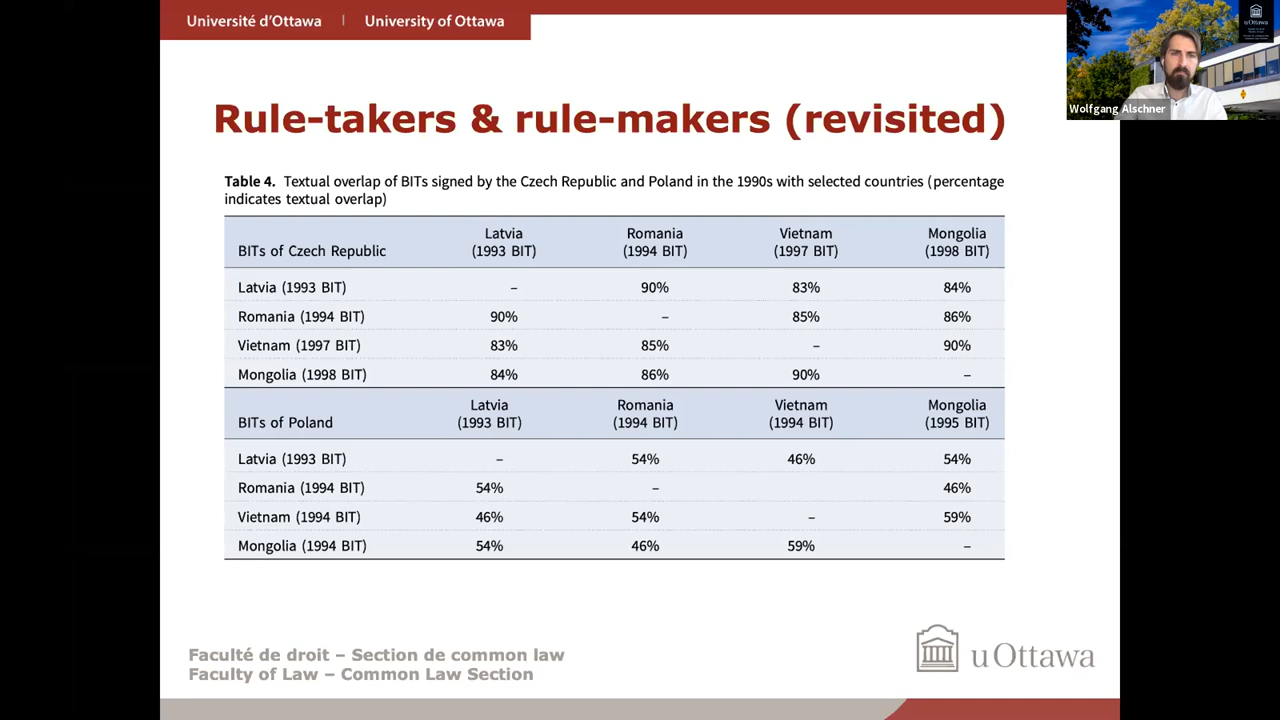 Université d'Ottawa | University of Ottawa
uOttawa
Wolfgang Alschner
Rule-takers & rule-makers (revisited)
Table 4. Textual overlap of BITs signed by the Czech Republic and Poland in the 1990s with selected countries (percentage
indicates textual overlap)
BITs of Czech Republic Latvia (1993 BIT) Romania (1994 BIT) Vietnam (1997 BIT) Mongolia (1998 BIT)
Latvia (1993 BIT) – 90% 83% 84%
Romania (1994 BIT) 90% – 85% 86%
Vietnam (1997 BIT) 83% 85% – 90%
Mongolia (1998 BIT) 84% 86% 90% –
BITs of Poland Latvia (1993 BIT) Romania (1994 BIT) Vietnam (1994 BIT) Mongolia (1995 BIT)
Latvia (1993 BIT) – 54% 46% 54%
Romania (1994 BIT) 54% – 46%
Vietnam (1994 BIT) 46% 54% – 59%
Mongolia (1994 BIT) 54% 46% 59% –
Faculté de droit – Section de common law
Faculty of Law – Common Law Section
uOttawa